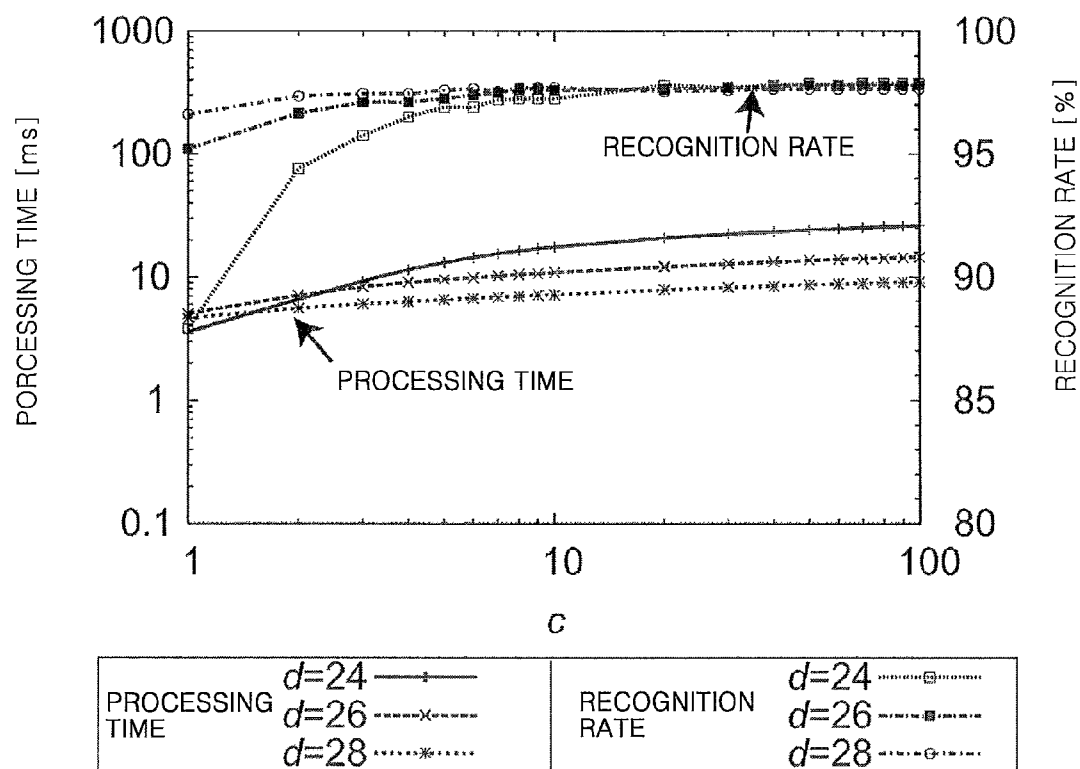 1000
100
10
1
0.1
PORCESSING TIME [ms]
100
95
90
85
80
RECOGNITION RATE [%]
RECOGNITION RATE
PROCESSING TIME
1
10
100
c
PROCESSING
TIME
d=24
d=26
d=28
RECOGNITION
RATE
d=24
d=26
d=28